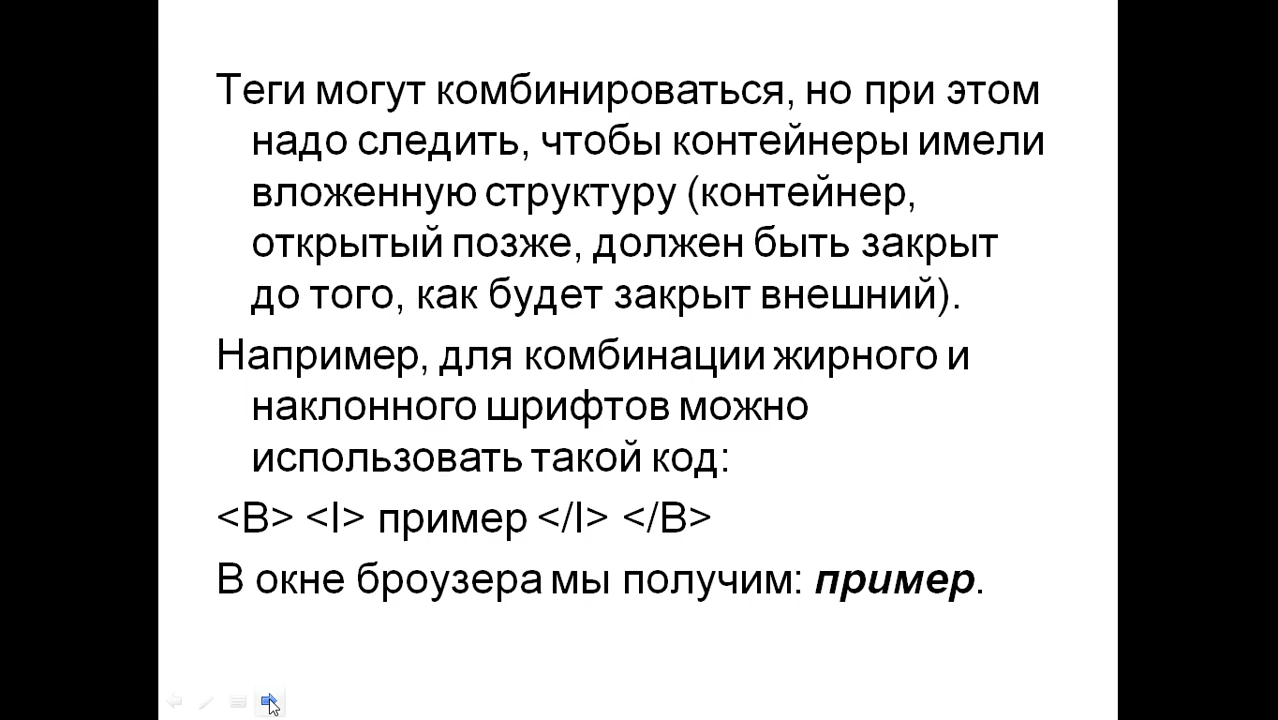 Теги могут комбинироваться, но при этом
надо следить, чтобы контейнеры имели
вложенную структуру (контейнер,
открытый позже, должен быть закрыт
до того, как будет закрыт внешний).
Например, для комбинации жирного и
наклонного шрифтов можно
использовать такой код:
<B> <I> пример </I> </B>
В окне броузера мы получим: пример.